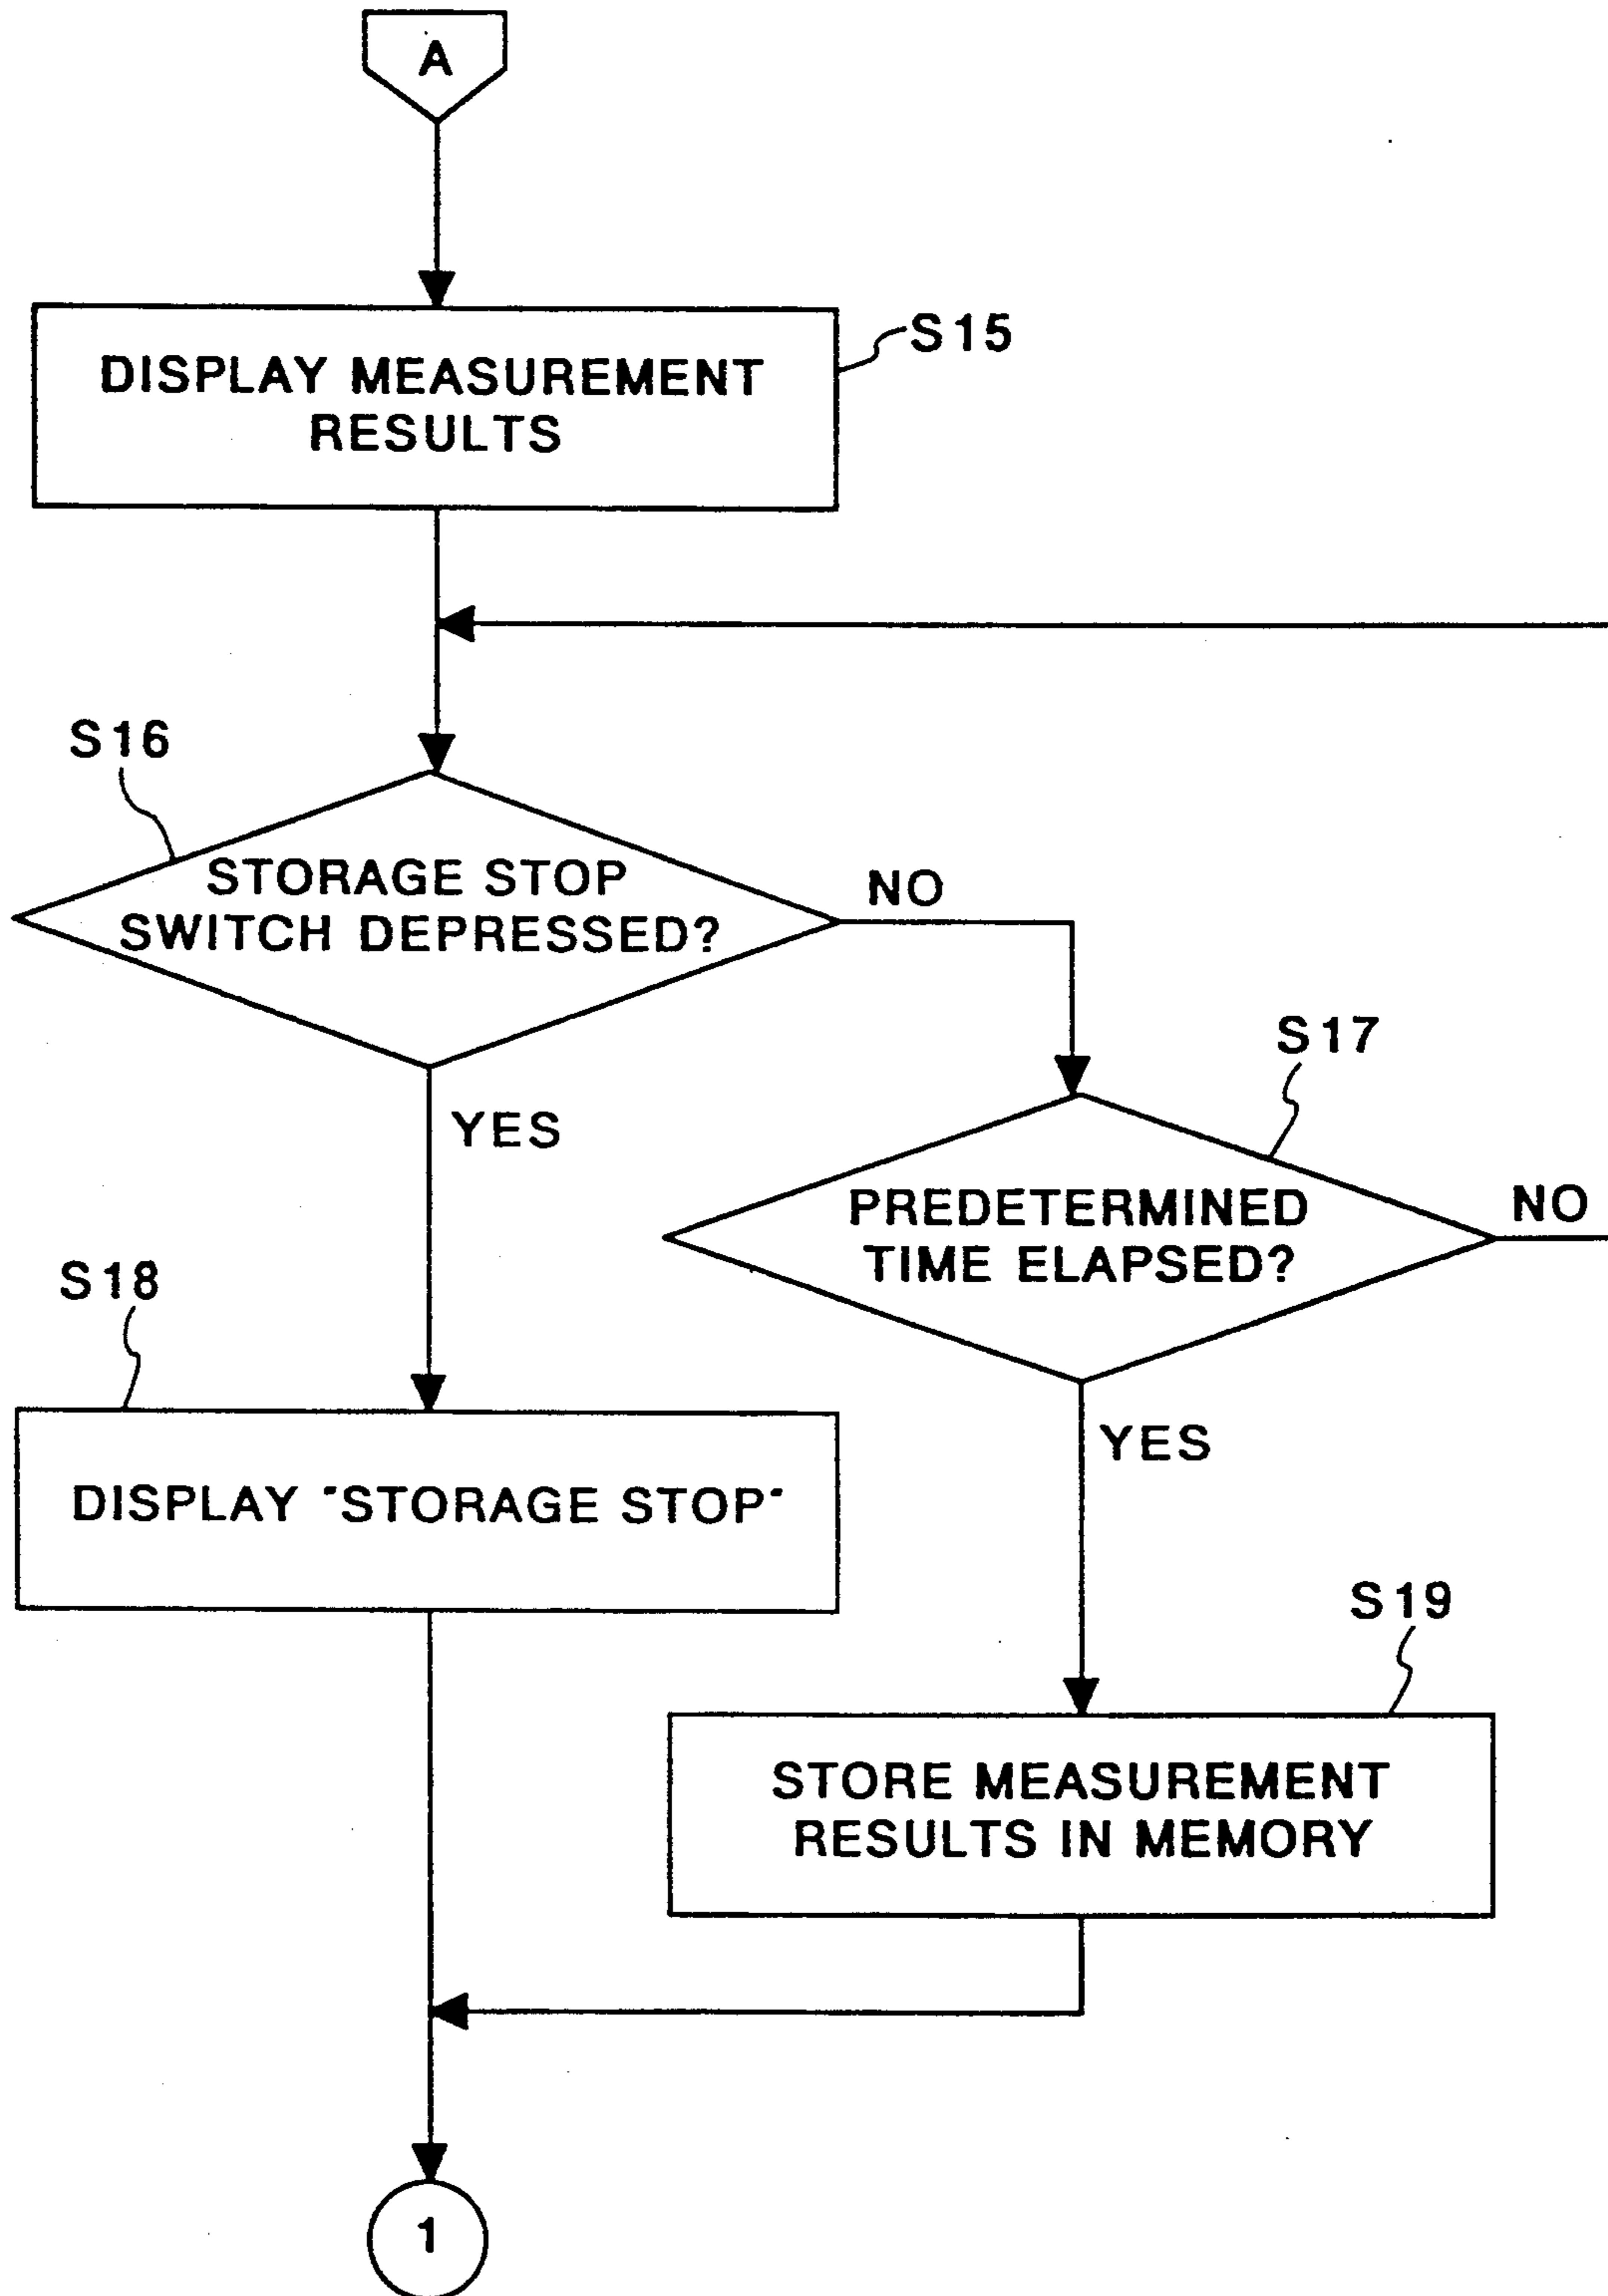 A
S15
DISPLAY MEASUREMENT
RESULTS
S16
STORAGE STOP
SWITCH DEPRESSED?
NO
YES
S17
PREDETERMINED
TIME ELAPSED?
NO
YES
S18
DISPLAY "STORAGE STOP"
S19
STORE MEASUREMENT
RESULTS IN MEMORY
1